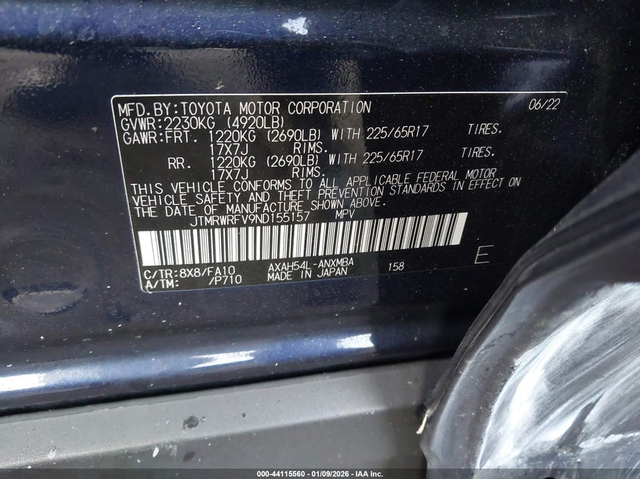 MFD.BY:TOYOTA MOTOR CORPORATION 06/22
GVWR:2230KG (4920LB)
GAWR:FRT. 1220KG (2690LB) WITH 225/65R17 TIRES.
17X7J RIMS.
RR. 1220KG (2690LB) WITH 225/65R17 TIRES.
17X7J RIMS.
THIS VEHICLE CONFORMS TO ALL APPLICABLE FEDERAL MOTOR
VEHICLE SAFETY AND THEFT PREVENTION STANDARDS IN EFFECT ON
THE DATE OF MANUFACTURE SHOWN ABOVE.
JTMRWRFV9ND155157 MPV
C/TR:8X8/FA10 AXAH54L-ANXMBA 158 E
A/TM: /P710 MADE IN JAPAN
000-44115560 | 01/09/2026 | IAA Inc.